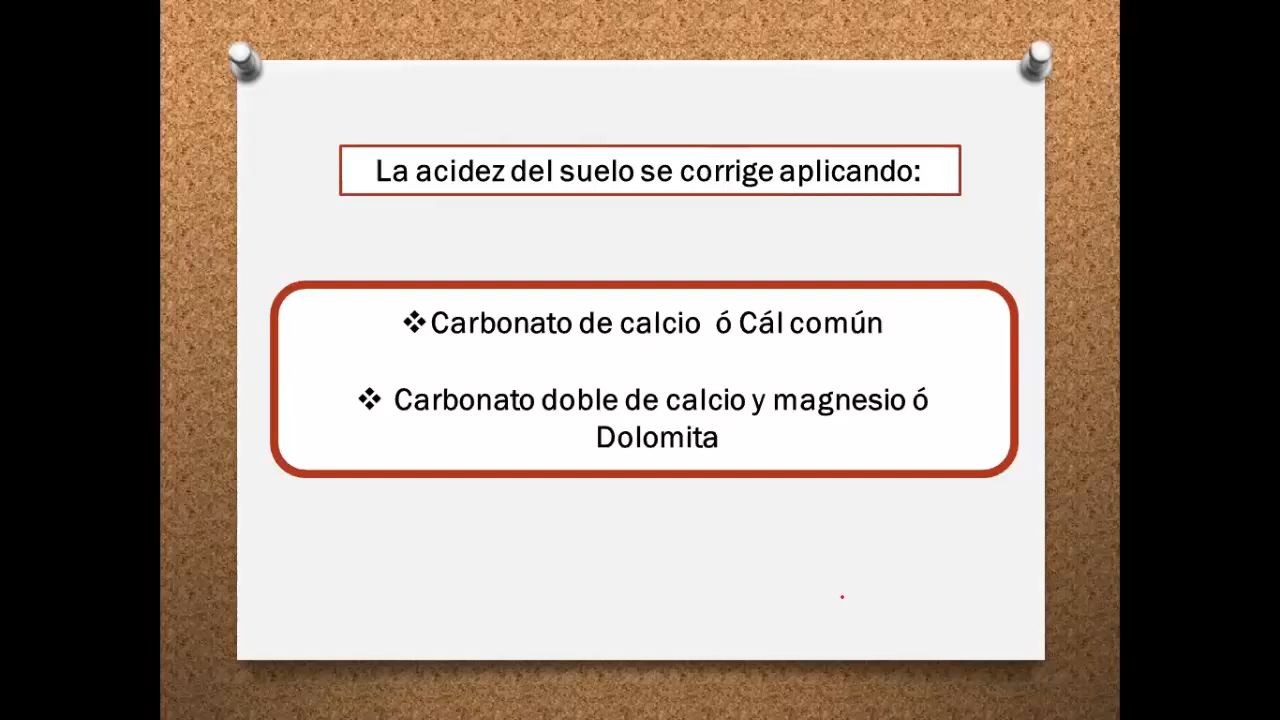 La acidez del suelo se corrige aplicando:
❖Carbonato de calcio ó Cál común
❖ Carbonato doble de calcio y magnesio ó
Dolomita